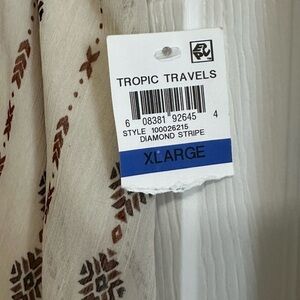 TROPIC TRAVELS
6 08381 92645 4
STYLE 100026215
DIAMOND STRIPE
XLARGE